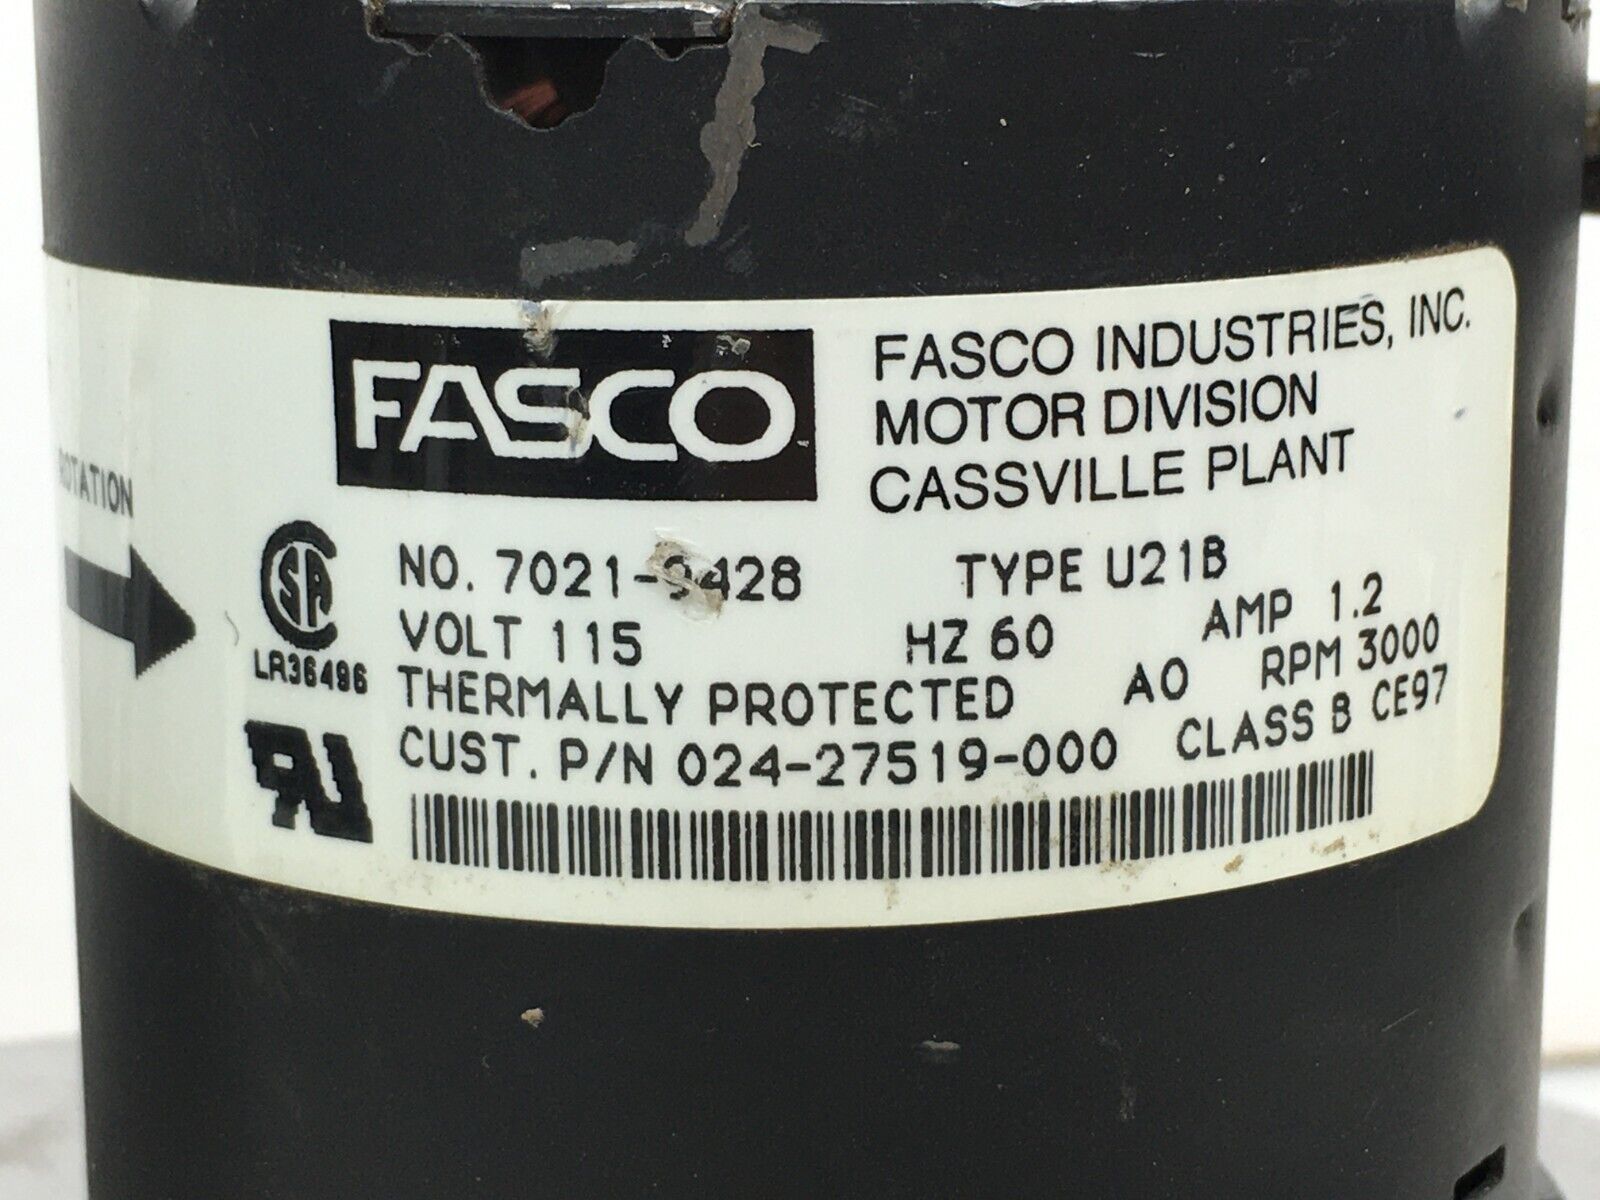 FASCO
FASCO INDUSTRIES, INC.
MOTOR DIVISION
CASSVILLE PLANT
ROTATION
SA
LR36496
NO. 7021-9428 TYPE U21B
VOLT 115 HZ 60 AMP 1.2
THERMALLY PROTECTED AO RPM 3000
CUST. P/N 024-27519-000 CLASS B CE97